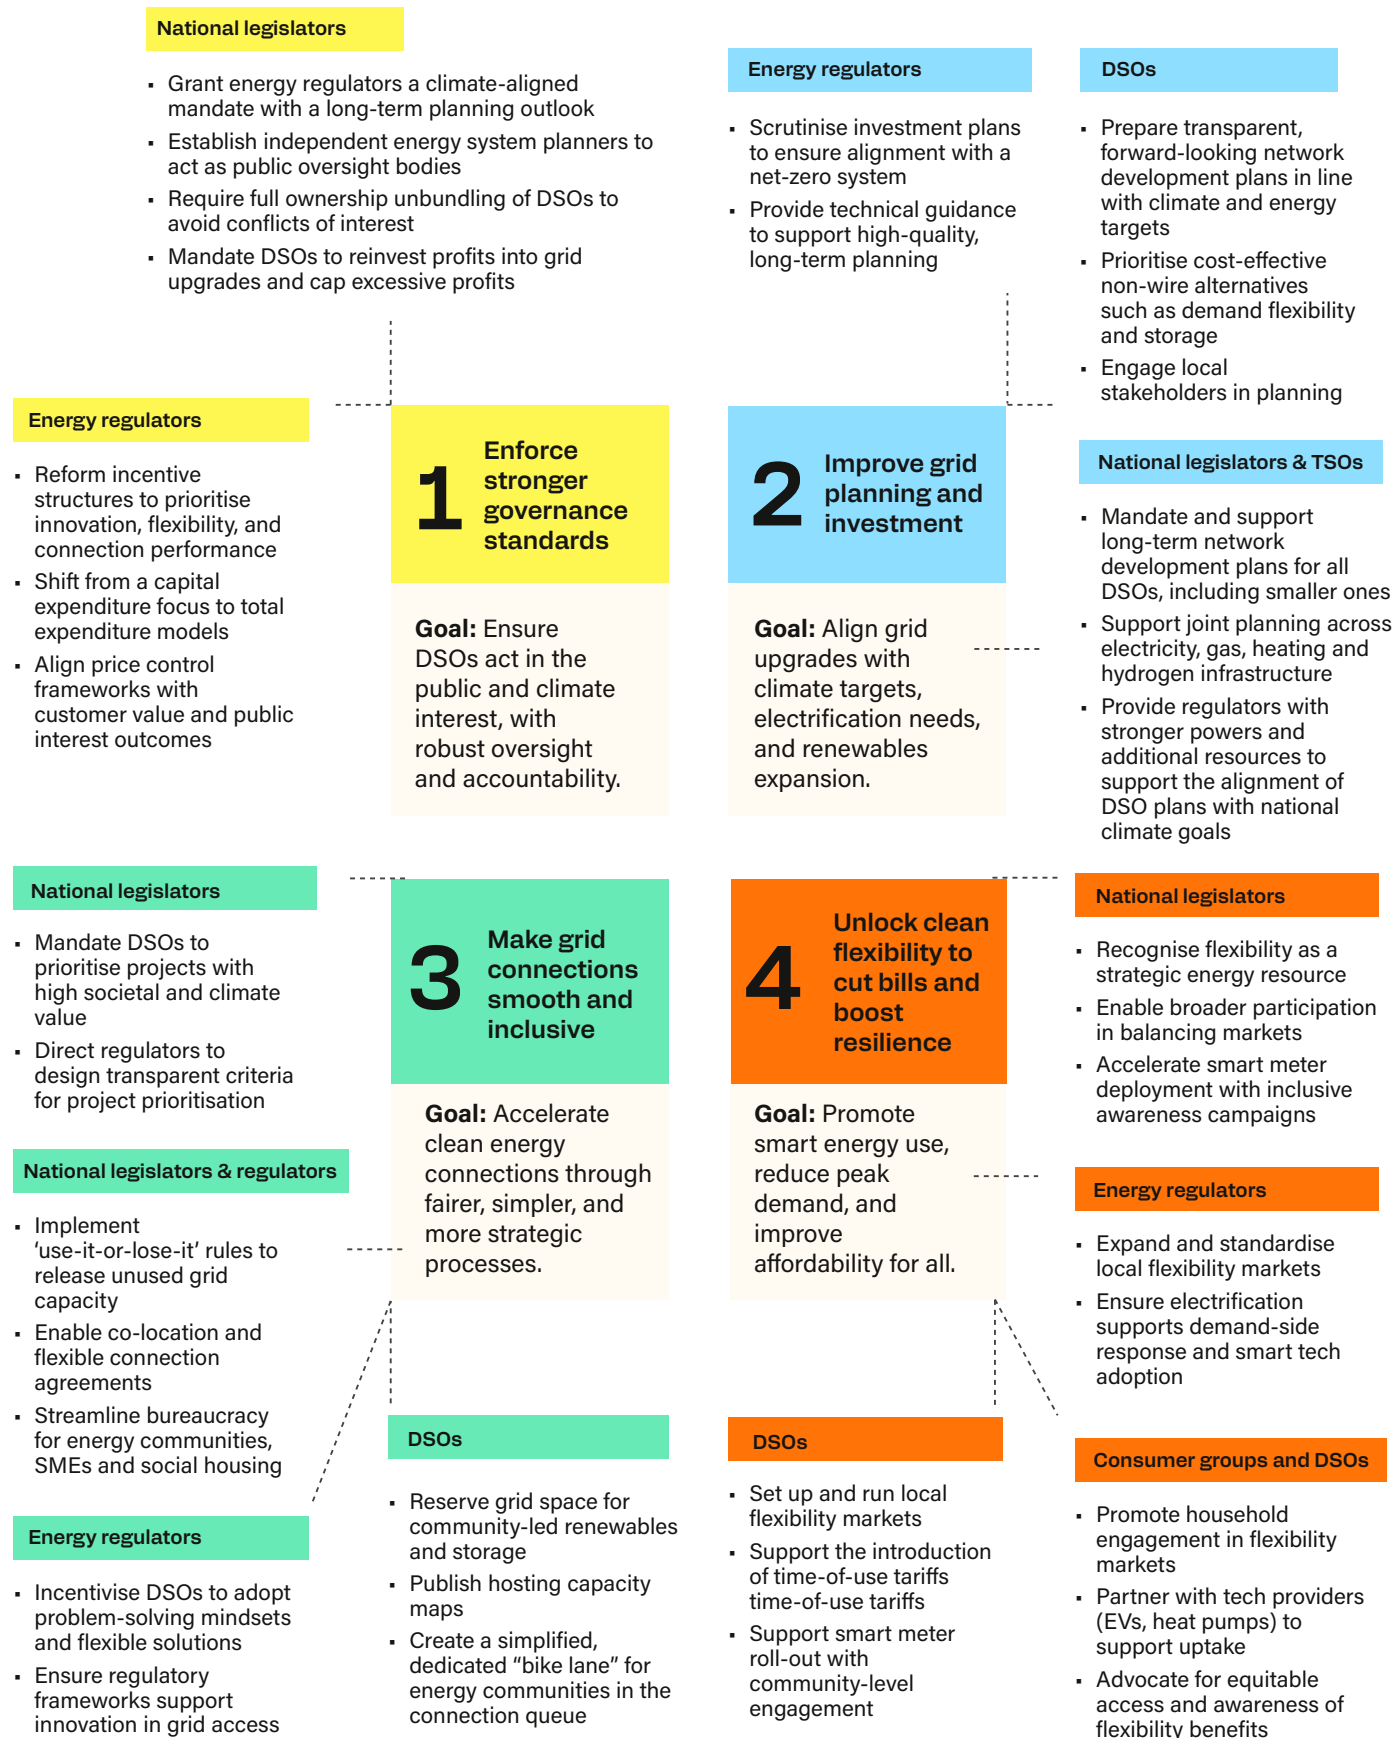 National legislators
▪ Grant energy regulators a climate-aligned
mandate with a long-term planning outlook
▪ Establish independent energy system planners to
act as public oversight bodies
▪ Require full ownership unbundling of DSOs to
avoid conflicts of interest
▪ Mandate DSOs to reinvest profits into grid
upgrades and cap excessive profits
Energy regulators
▪ Reform incentive
structures to prioritise
innovation, flexibility, and
connection performance
▪ Shift from a capital
expenditure focus to total
expenditure models
▪ Align price control
frameworks with
customer value and public
interest outcomes
1
Enforce
stronger
governance
standards
Goal: Ensure
DSOs act in the
public and climate
interest, with
robust oversight
and accountability.
Energy regulators
▪ Scrutinise investment plans
to ensure alignment with a
net-zero system
▪ Provide technical guidance
to support high-quality,
long-term planning
DSOs
▪ Prepare transparent,
forward-looking network
development plans in line
with climate and energy
targets
▪ Prioritise cost-effective
non-wire alternatives
such as demand flexibility
and storage
▪ Engage local
stakeholders in planning
2
Improve grid
planning and
investment
Goal: Align grid
upgrades with
climate targets,
electrification needs,
and renewables
expansion.
National legislators & TSOs
▪ Mandate and support
long-term network
development plans for all
DSOs, including smaller ones
▪ Support joint planning across
electricity, gas, heating and
hydrogen infrastructure
▪ Provide regulators with
stronger powers and
additional resources to
support the alignment of
DSO plans with national
climate goals
National legislators
▪ Mandate DSOs to
prioritise projects with
high societal and climate
value
▪ Direct regulators to
design transparent criteria
for project prioritisation
National legislators & regulators
▪ Implement
‘use-it-or-lose-it’ rules to
release unused grid
capacity
▪ Enable co-location and
flexible connection
agreements
▪ Streamline bureaucracy
for energy communities,
SMEs and social housing
Energy regulators
▪ Incentivise DSOs to adopt
problem-solving mindsets
and flexible solutions
▪ Ensure regulatory
frameworks support
innovation in grid access
3
Make grid
connections
smooth and
inclusive
Goal: Accelerate
clean energy
connections through
fairer, simpler, and
more strategic
processes.
DSOs
▪ Reserve grid space for
community-led renewables
and storage
▪ Publish hosting capacity
maps
▪ Create a simplified,
dedicated “bike lane” for
energy communities in the
connection queue
4
Unlock clean
flexibility to
cut bills and
boost
resilience
Goal: Promote
smart energy use,
reduce peak
demand, and
improve
affordability for all.
DSOs
▪ Set up and run local
flexibility markets
▪ Support the introduction
of time-of-use tariffs
time-of-use tariffs
▪ Support smart meter
roll-out with
community-level
engagement
National legislators
▪ Recognise flexibility as a
strategic energy resource
▪ Enable broader participation
in balancing markets
▪ Accelerate smart meter
deployment with inclusive
awareness campaigns
Energy regulators
▪ Expand and standardise
local flexibility markets
▪ Ensure electrification
supports demand-side
response and smart tech
adoption
Consumer groups and DSOs
▪ Promote household
engagement in flexibility
markets
▪ Partner with tech providers
(EVs, heat pumps) to
support uptake
▪ Advocate for equitable
access and awareness of
flexibility benefits